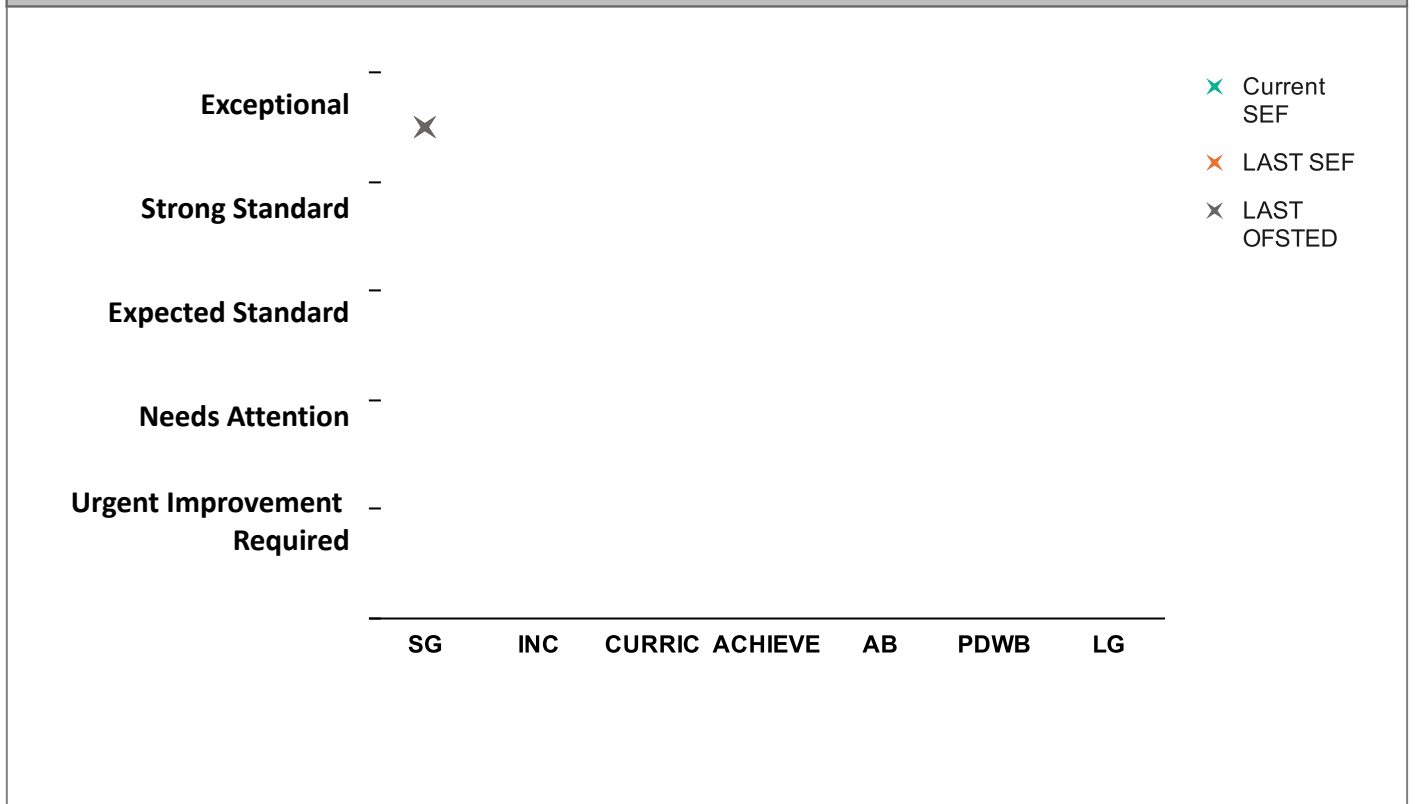 Exceptional
Strong Standard
Expected Standard
Needs Attention
Urgent Improvement
Required
SG INC CURRIC ACHIEVE AB PDWB LG
Current
SEF
LAST SEF
LAST
OFSTED